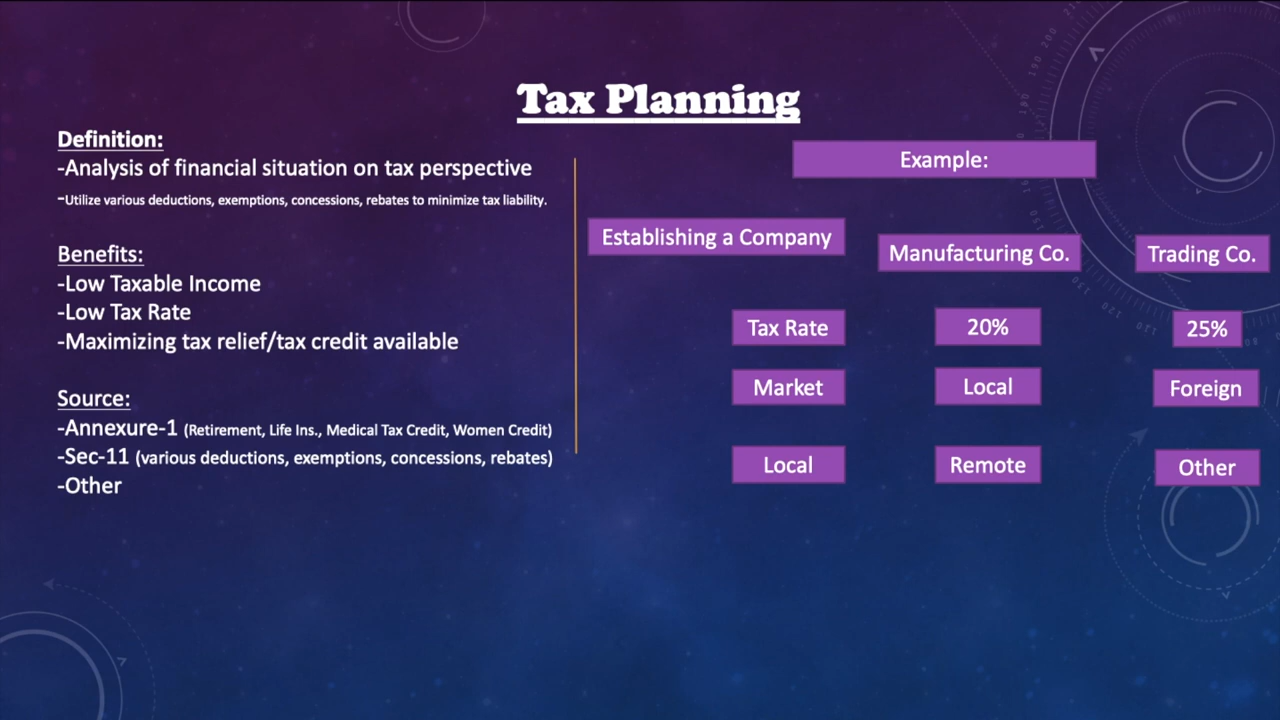 Tax Planning
Definition:
-Analysis of financial situation on tax perspective
-Utilize various deductions, exemptions, concessions, rebates to minimize tax liability.
Benefits:
-Low Taxable Income
-Low Tax Rate
-Maximizing tax relief/tax credit available
Source:
-Annexure-1 (Retirement, Life Ins., Medical Tax Credit, Women Credit)
-Sec-11 (various deductions, exemptions, concessions, rebates)
-Other
Example:
Establishing a Company
Manufacturing Co.
Trading Co.
Tax Rate
20%
25%
Market
Local
Foreign
Local
Remote
Other